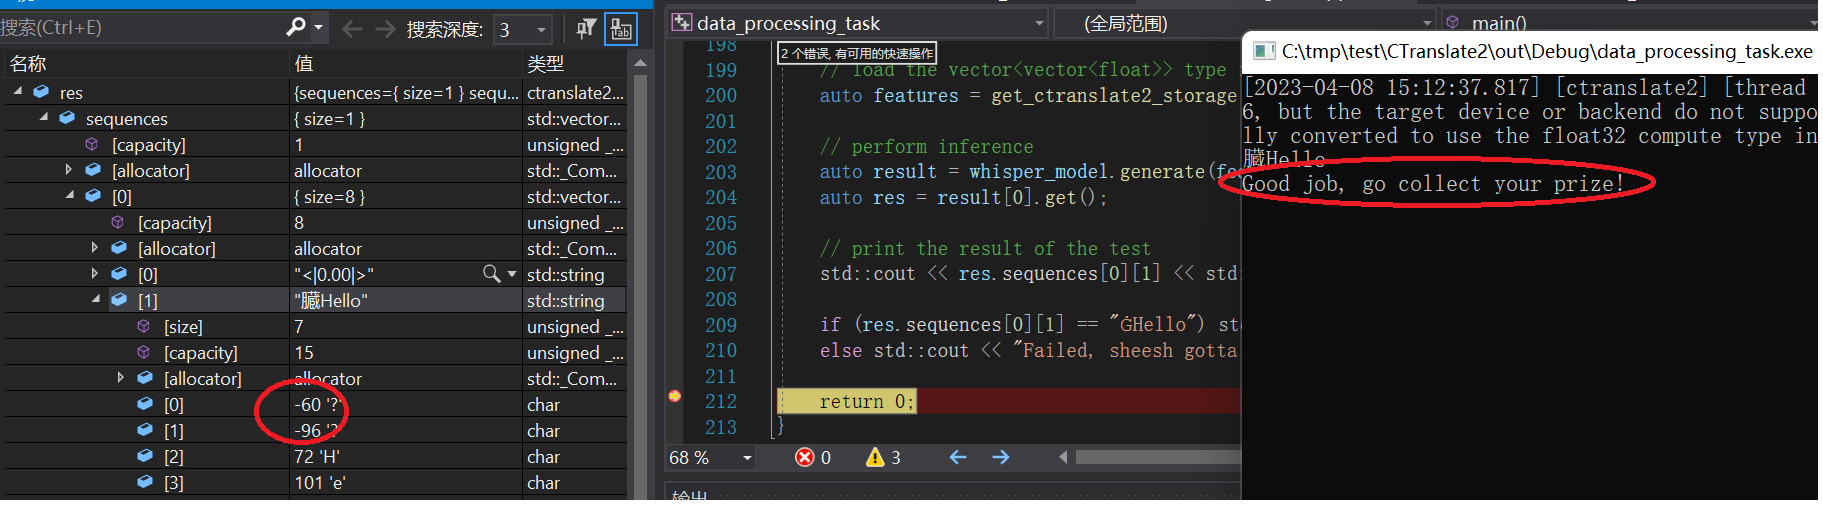 搜索(Ctrl+E)
搜索深度: 3
名称 值 类型
res {sequences={ size=1 } sequ... ctranslate2...
sequences { size=1 } std::vector...
[capacity] 1 unsigned _...
[allocator] allocator std::_Com...
[0] { size=8 } std::vector...
[capacity] 8 unsigned _...
[allocator] allocator std::_Com...
[0] "<|0.00|>" std::string
[1] "臓Hello" std::string
[size] 7 unsigned _...
[capacity] 15 unsigned _...
[allocator] allocator std::_Com...
[0] -60 '?' char
[1] -96 '?' char
[2] 72 'H' char
[3] 101 'e' char
data_processing_task (全局范围) main()
198
2 个错误, 有可用的快速操作
199 // load the vector<vector<float>> type
200 auto features = get_ctranslate2_storage
201
202 // perform inference
203 auto result = whisper_model.generate(fe
204 auto res = result[0].get();
205
206 // print the result of the test
207 std::cout << res.sequences[0][1] << std:
208
209 if (res.sequences[0][1] == "ĠHello") std
210 else std::cout << "Failed, sheesh gotta
211
212 return 0;
213 }
68 % 0 3
输出
C:\tmp\test\CTranslate2\out\Debug\data_processing_task.exe
[2023-04-08 15:12:37.817] [ctranslate2] [thread
6, but the target device or backend do not suppo
lly converted to use the float32 compute type in
臓Hello
Good job, go collect your prize!